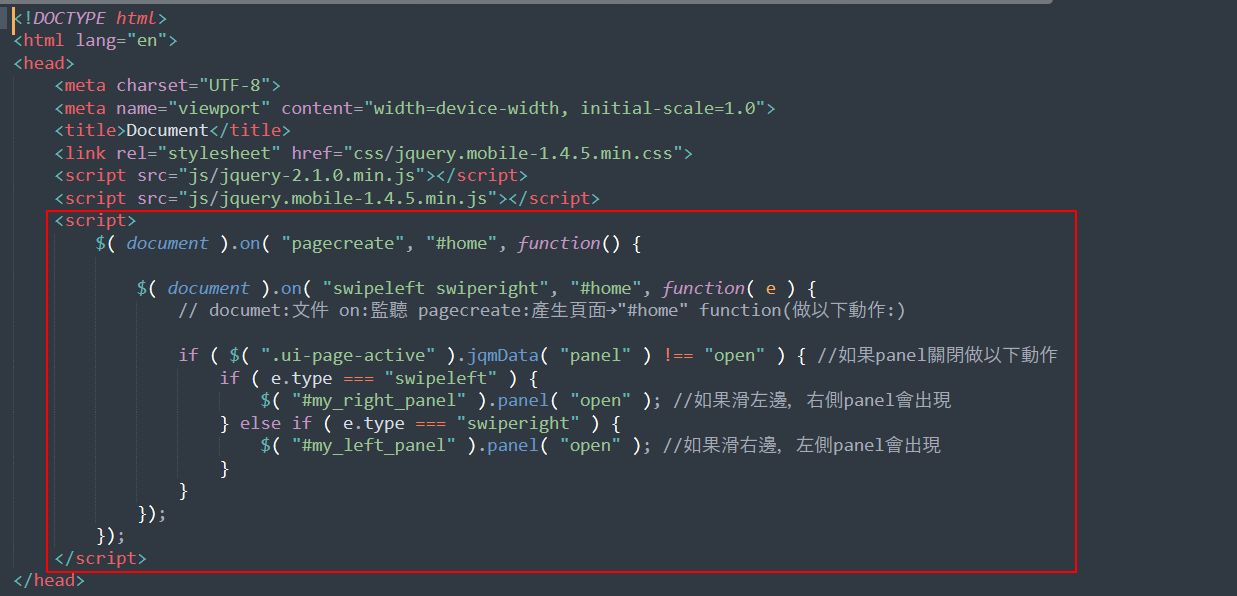 <!DOCTYPE html>
<html lang="en">
<head>
    <meta charset="UTF-8">
    <meta name="viewport" content="width=device-width, initial-scale=1.0">
    <title>Document</title>
    <link rel="stylesheet" href="css/jquery.mobile-1.4.5.min.css">
    <script src="js/jquery-2.1.0.min.js"></script>
    <script src="js/jquery.mobile-1.4.5.min.js"></script>
    <script>
        $( document ).on( "pagecreate", "#home", function() {
            $( document ).on( "swipeleft swiperight", "#home", function( e ) {
                // documet:文件 on:監聽 pagecreate:產生頁面→"#home" function(做以下動作:)
                if ( $( ".ui-page-active" ).jqmData( "panel" ) !== "open" ) { //如果panel關閉做以下動作
                    if ( e.type === "swipeleft" ) {
                        $( "#my_right_panel" ).panel( "open" ); //如果滑左邊, 右側panel會出現
                    } else if ( e.type === "swiperight" ) {
                        $( "#my_left_panel" ).panel( "open" ); //如果滑右邊, 左側panel會出現
                    }
                }
            });
        });
    </script>
</head>